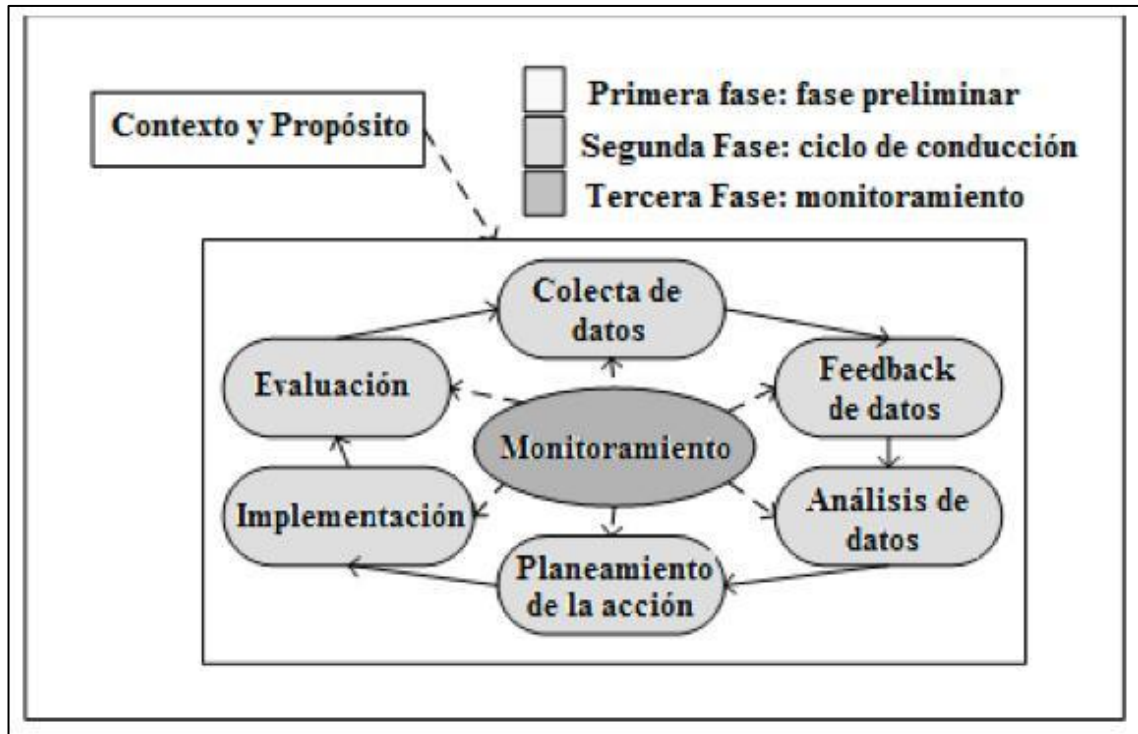 Contexto y Propósito
Primera fase: fase preliminar
Segunda Fase: ciclo de conducción
Tercera Fase: monitoramiento
Colecta de
datos
Feedback
de datos
Análisis de
datos
Planeamiento
de la acción
Implementación
Evaluación
Monitoramiento